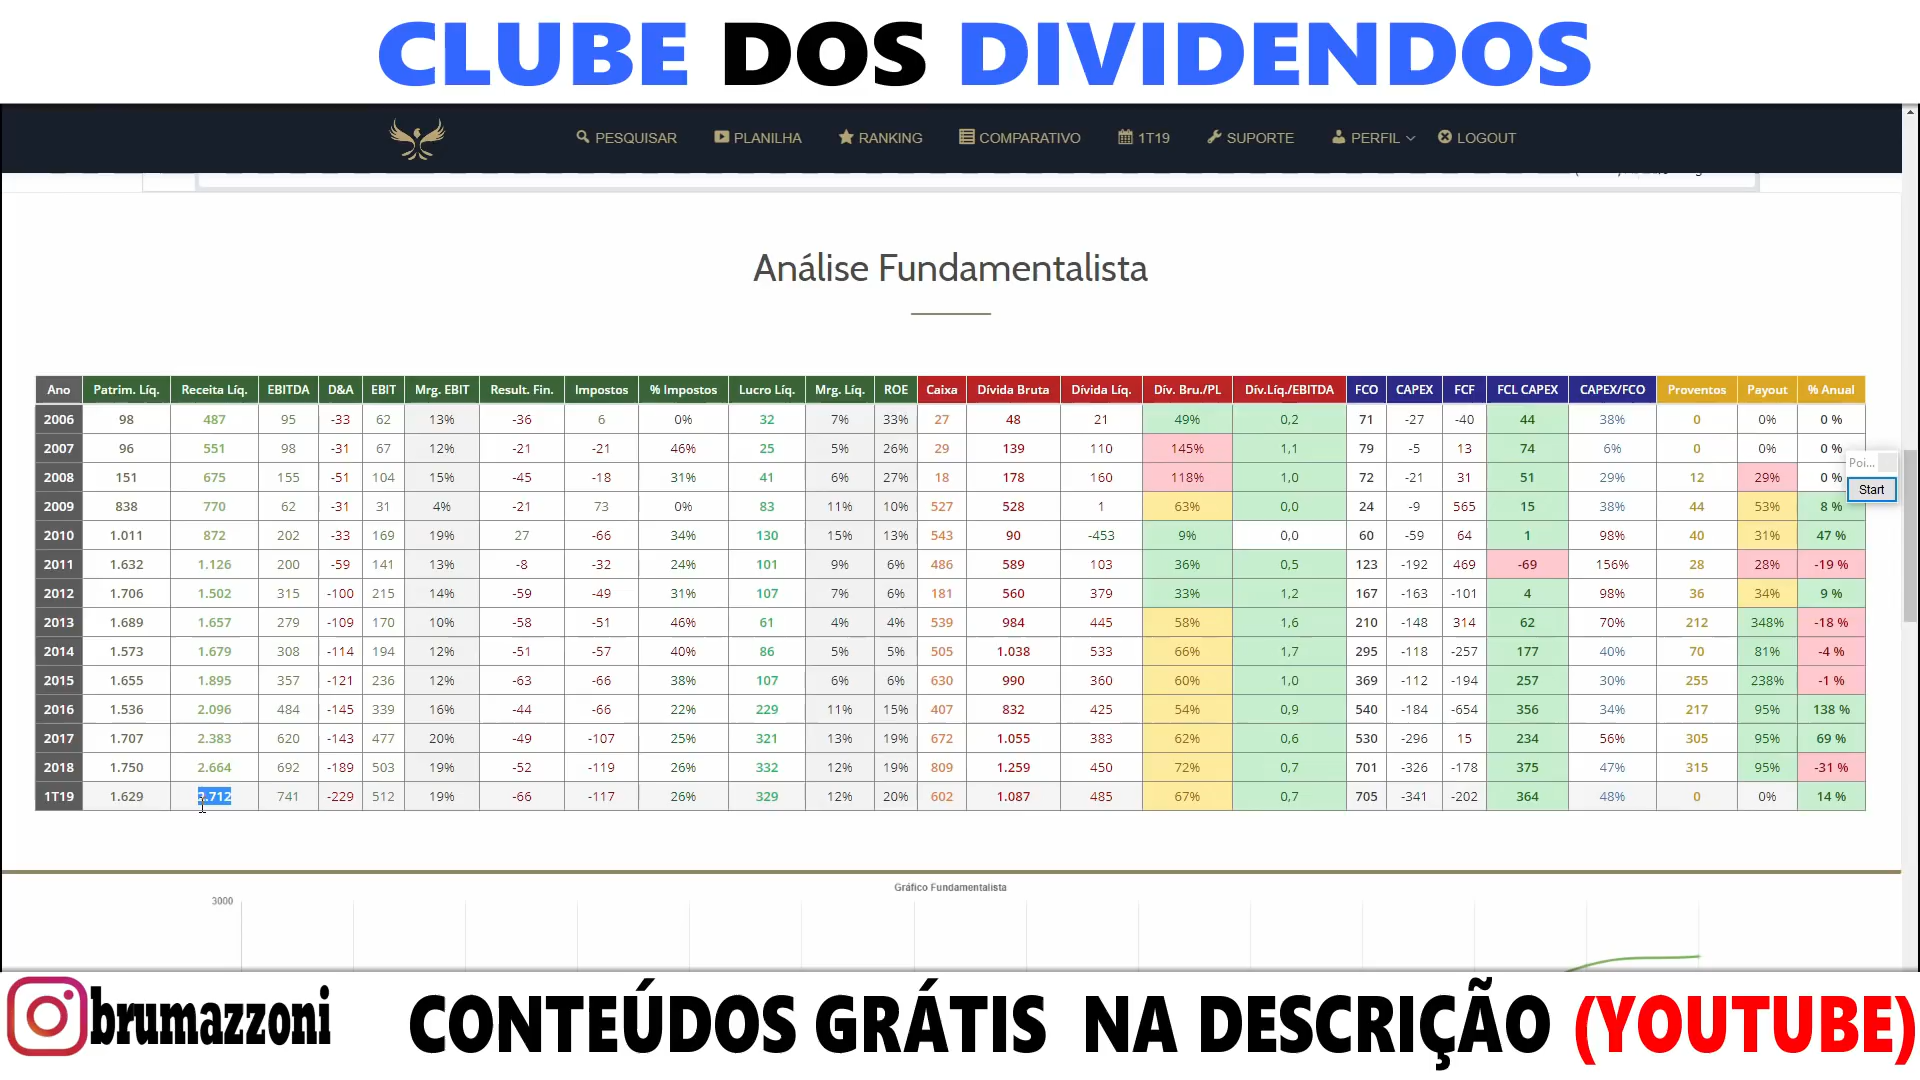 CLUBE DOS DIVIDENDOS
PESQUISAR PLANILHA RANKING COMPARATIVO 1T19 SUPORTE PERFIL LOGOUT
Análise Fundamentalista
Ano Patrim. Líq. Receita Líq. EBITDA D&A EBIT Mrg. EBIT Result. Fin. Impostos % Impostos Lucro Líq. Mrg. Líq. ROE Caixa Dívida Bruta Dívida Líq. Dív. Bru./PL Dív.Líq./EBITDA FCO CAPEX FCF FCL CAPEX CAPEX/FCO Proventos Payout % Anual
2006 98 487 95 -33 62 13% -36 6 0% 32 7% 33% 27 48 21 49% 0,2 71 -27 -40 44 38% 0 0% 0 %
2007 96 551 98 -31 67 12% -21 -21 46% 25 5% 26% 29 139 110 145% 1,1 79 -5 13 74 6% 0 0% 0 %
2008 151 675 155 -51 104 15% -45 -18 31% 41 6% 27% 18 178 160 118% 1,0 72 -21 31 51 29% 12 29% 0 %
2009 838 770 62 -31 31 4% -21 73 0% 83 11% 10% 527 528 1 63% 0,0 24 -9 565 15 38% 44 53% 8 %
2010 1.011 872 202 -33 169 19% 27 -66 34% 130 15% 13% 543 90 -453 9% 0,0 60 -59 64 1 98% 40 31% 47 %
2011 1.632 1.126 200 -59 141 13% -8 -32 24% 101 9% 6% 486 589 103 36% 0,5 123 -192 469 -69 156% 28 28% -19 %
2012 1.706 1.502 315 -100 215 14% -59 -49 31% 107 7% 6% 181 560 379 33% 1,2 167 -163 -101 4 98% 36 34% 9 %
2013 1.689 1.657 279 -109 170 10% -58 -51 46% 61 4% 4% 539 984 445 58% 1,6 210 -148 314 62 70% 212 348% -18 %
2014 1.573 1.679 308 -114 194 12% -51 -57 40% 86 5% 5% 505 1.038 533 66% 1,7 295 -118 -257 177 40% 70 81% -4 %
2015 1.655 1.895 357 -121 236 12% -63 -66 38% 107 6% 6% 630 990 360 60% 1,0 369 -112 -194 257 30% 255 238% -1 %
2016 1.536 2.096 484 -145 339 16% -44 -66 22% 229 11% 15% 407 832 425 54% 0,9 540 -184 -654 356 34% 217 95% 138 %
2017 1.707 2.383 620 -143 477 20% -49 -107 25% 321 13% 19% 672 1.055 383 62% 0,6 530 -296 15 234 56% 305 95% 69 %
2018 1.750 2.664 692 -189 503 19% -52 -119 26% 332 12% 19% 809 1.259 450 72% 0,7 701 -326 -178 375 47% 315 95% -31 %
1T19 1.629 2.712 741 -229 512 19% -66 -117 26% 329 12% 20% 602 1.087 485 67% 0,7 705 -341 -202 364 48% 0 0% 14 %
Poi...
Start
Gráfico Fundamentalista
3000
brumazzoni CONTEÚDOS GRÁTIS NA DESCRIÇÃO (YOUTUBE)